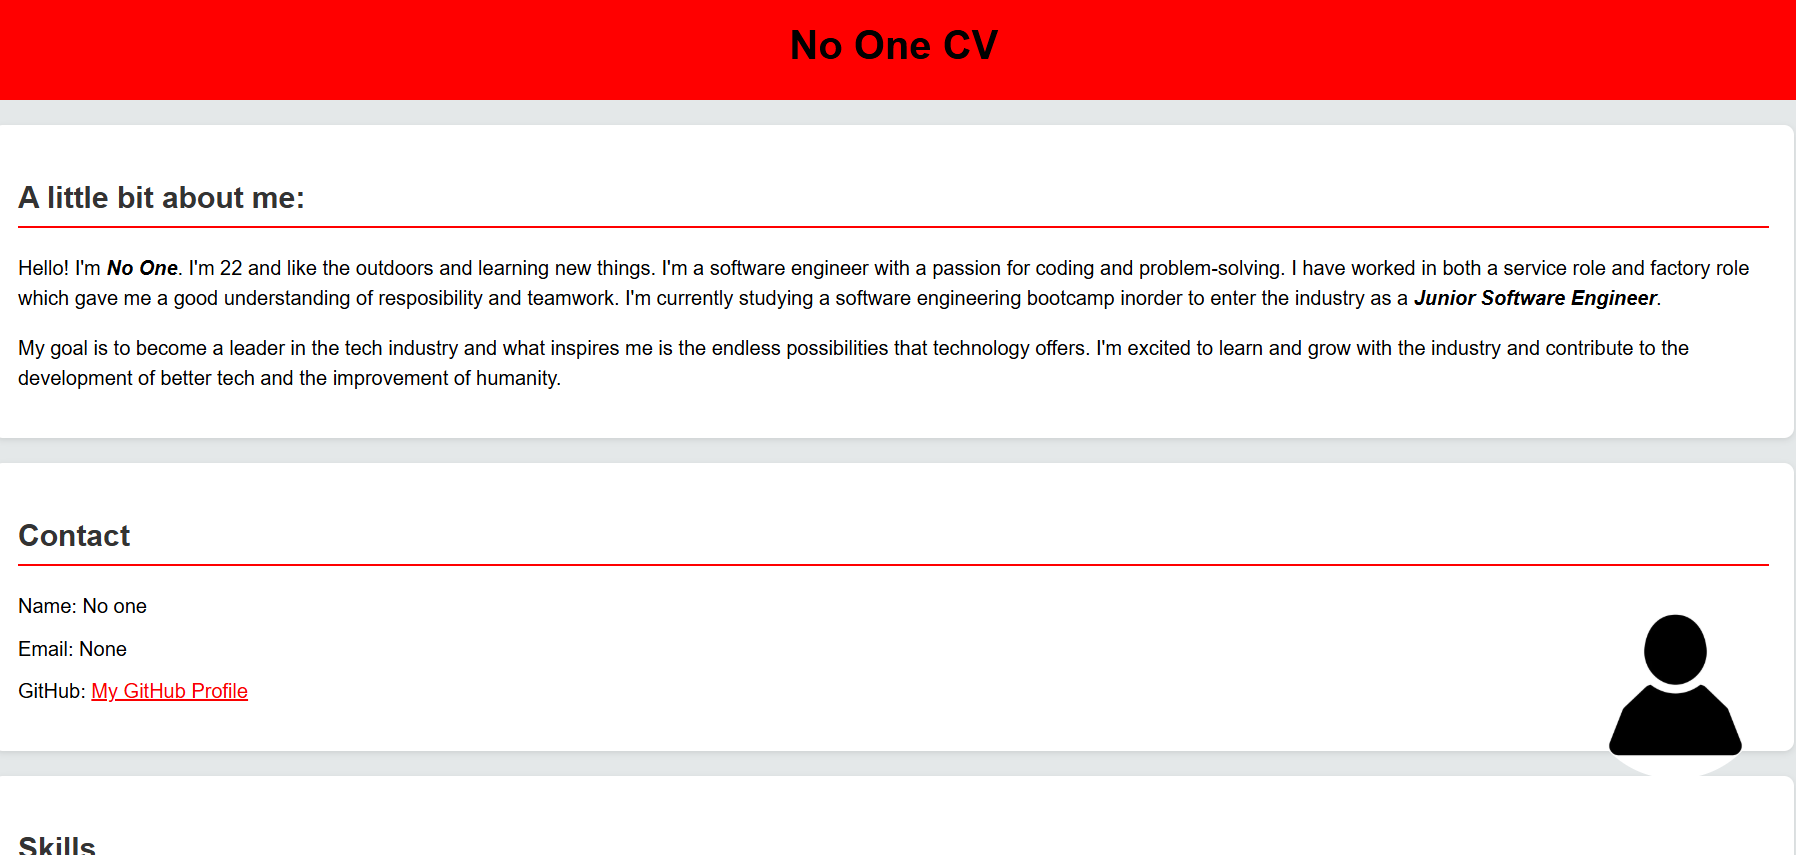 No One CV
A little bit about me:
Hello! I'm No One. I'm 22 and like the outdoors and learning new things. I'm a software engineer with a passion for coding and problem-solving. I have worked in both a service role and factory role
which gave me a good understanding of resposibility and teamwork. I'm currently studying a software engineering bootcamp inorder to enter the industry as a Junior Software Engineer.
My goal is to become a leader in the tech industry and what inspires me is the endless possibilities that technology offers. I'm excited to learn and grow with the industry and contribute to the
development of better tech and the improvement of humanity.
Contact
Name: No one
Email: None
GitHub: My GitHub Profile
Skills